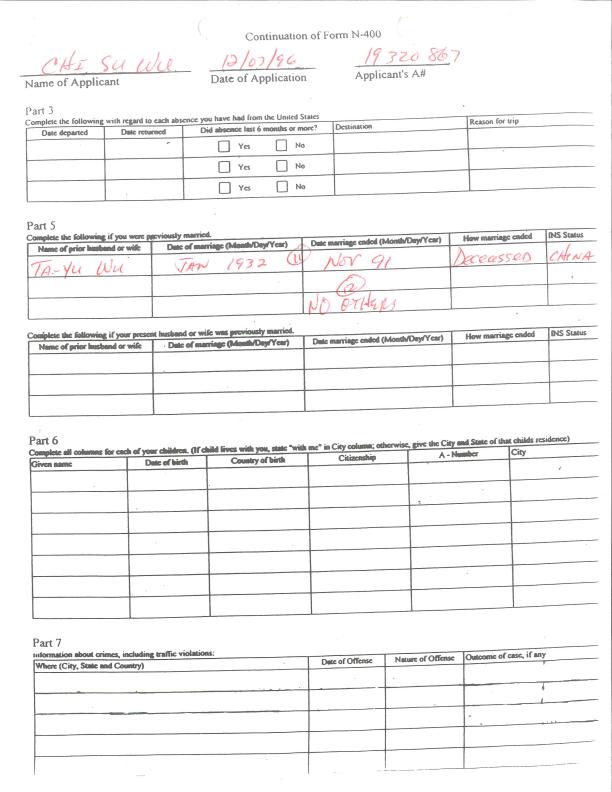 Continuation of Form N-400
CHI SU WU 12/07/96 19 320 867
Name of Applicant Date of Application Applicant's A#
Part 3
Complete the following with regard to each absence you have had from the United States
Date departed Date returned Did absence last 6 months or more? Destination Reason for trip
Yes No
Yes No
Yes No
Part 5
Complete the following if you were previously married.
Name of prior husband or wife Date of marriage (Month/Day/Year) Date marriage ended (Month/Day/Year) How marriage ended INS Status
TA-YU WU JAN 1932 NOV 91 Deceassed CHINA
(2)
NO OTHERS
Complete the following if your present husband or wife was previously married.
Name of prior husband or wife Date of marriage (Month/Day/Year) Date marriage ended (Month/Day/Year) How marriage ended INS Status
Part 6
Complete all columns for each of your children. (If child lives with you, state "with me" in City column; otherwise, give the City and State of that childs residence)
Given name Date of birth Country of birth Citizenship A - Number City
Part 7
Information about crimes, including traffic violations:
Where (City, State and Country) Date of Offense Nature of Offense Outcome of case, if any